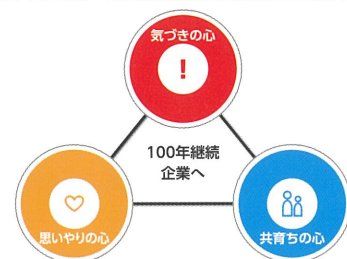 気づきの心
!
100年継続
企業へ
思いやりの心
共育ちの心